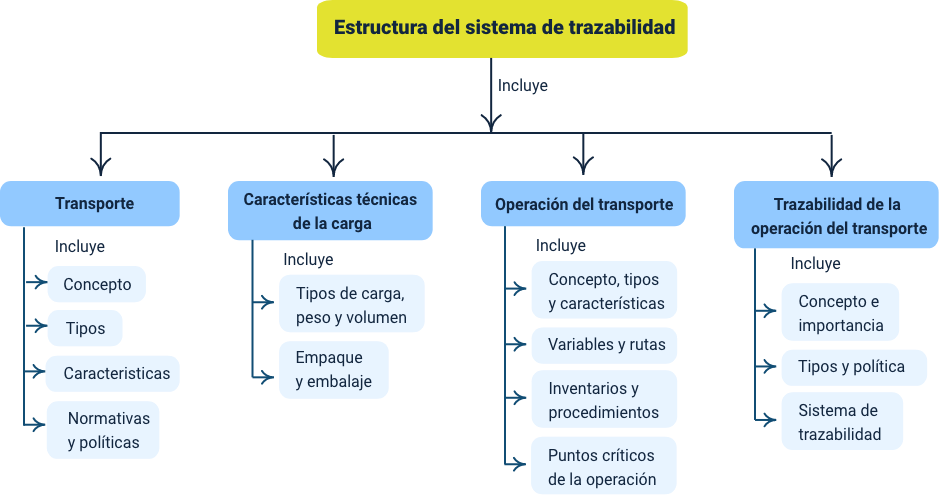 Estructura del sistema de trazabilidad
Incluye
Transporte
Incluye
Concepto
Tipos
Caracteristicas
Normativas
y políticas
Características técnicas
de la carga
Incluye
Tipos de carga,
peso y volumen
Empaque
y embalaje
Operación del transporte
Incluye
Concepto, tipos
y características
Variables y rutas
Inventarios y
procedimientos
Puntos críticos
de la operación
Trazabilidad de la
operación del transporte
Incluye
Concepto e
importancia
Tipos y política
Sistema de
trazabilidad